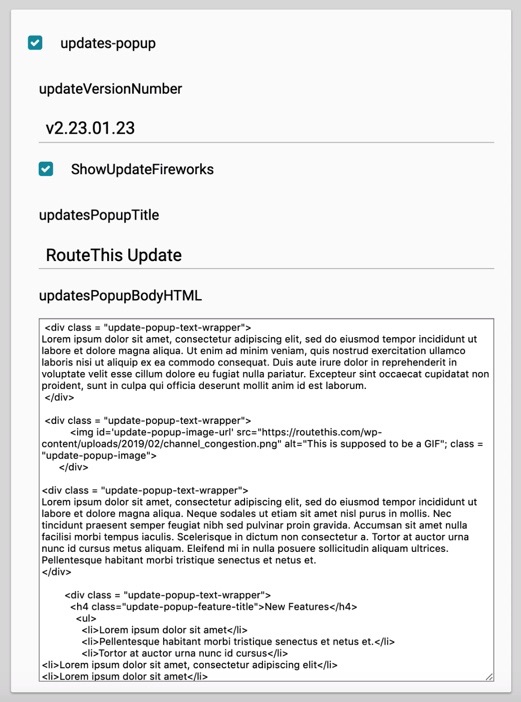 updates-popup
updateVersionNumber
v2.23.01.23
ShowUpdateFireworks
updatesPopupTitle
RouteThis Update
updatesPopupBodyHTML
<div class = "update-popup-text-wrapper">
Lorem ipsum dolor sit amet, consectetur adipiscing elit, sed do eiusmod tempor incididunt ut
labore et dolore magna aliqua. Ut enim ad minim veniam, quis nostrud exercitation ullamco
laboris nisi ut aliquip ex ea commodo consequat. Duis aute irure dolor in reprehenderit in
voluptate velit esse cillum dolore eu fugiat nulla pariatur. Excepteur sint occaecat cupidatat non
proident, sunt in culpa qui officia deserunt mollit anim id est laborum.
</div>
<div class = "update-popup-text-wrapper">
<img id='update-popup-image-url' src="https://routethis.com/wp-
content/uploads/2019/02/channel_congestion.png" alt="This is supposed to be a GIF"; class =
"update-popup-image">
</div>
<div class = "update-popup-text-wrapper">
Lorem ipsum dolor sit amet, consectetur adipiscing elit, sed do eiusmod tempor incididunt ut
labore et dolore magna aliqua. Neque sodales ut etiam sit amet nisl purus in mollis. Nec
tincidunt praesent semper feugiat nibh sed pulvinar proin gravida. Accumsan sit amet nulla
facilisi morbi tempus iaculis. Scelerisque in dictum non consectetur a. Tortor at auctor urna
nunc id cursus metus aliquam. Eleifend mi in nulla posuere sollicitudin aliquam ultrices.
Pellentesque habitant morbi tristique senectus et netus et.
</div>
<div class = "update-popup-text-wrapper">
<h4 class="update-popup-feature-title">New Features</h4>
<ul>
<li>Lorem ipsum dolor sit amet</li>
<li>Pellentesque habitant morbi tristique senectus et netus et.</li>
<li>Tortor at auctor urna nunc id cursus</li>
<li>Lorem ipsum dolor sit amet, consectetur adipiscing elit</li>
<li>Lorem ipsum dolor sit amet</li>